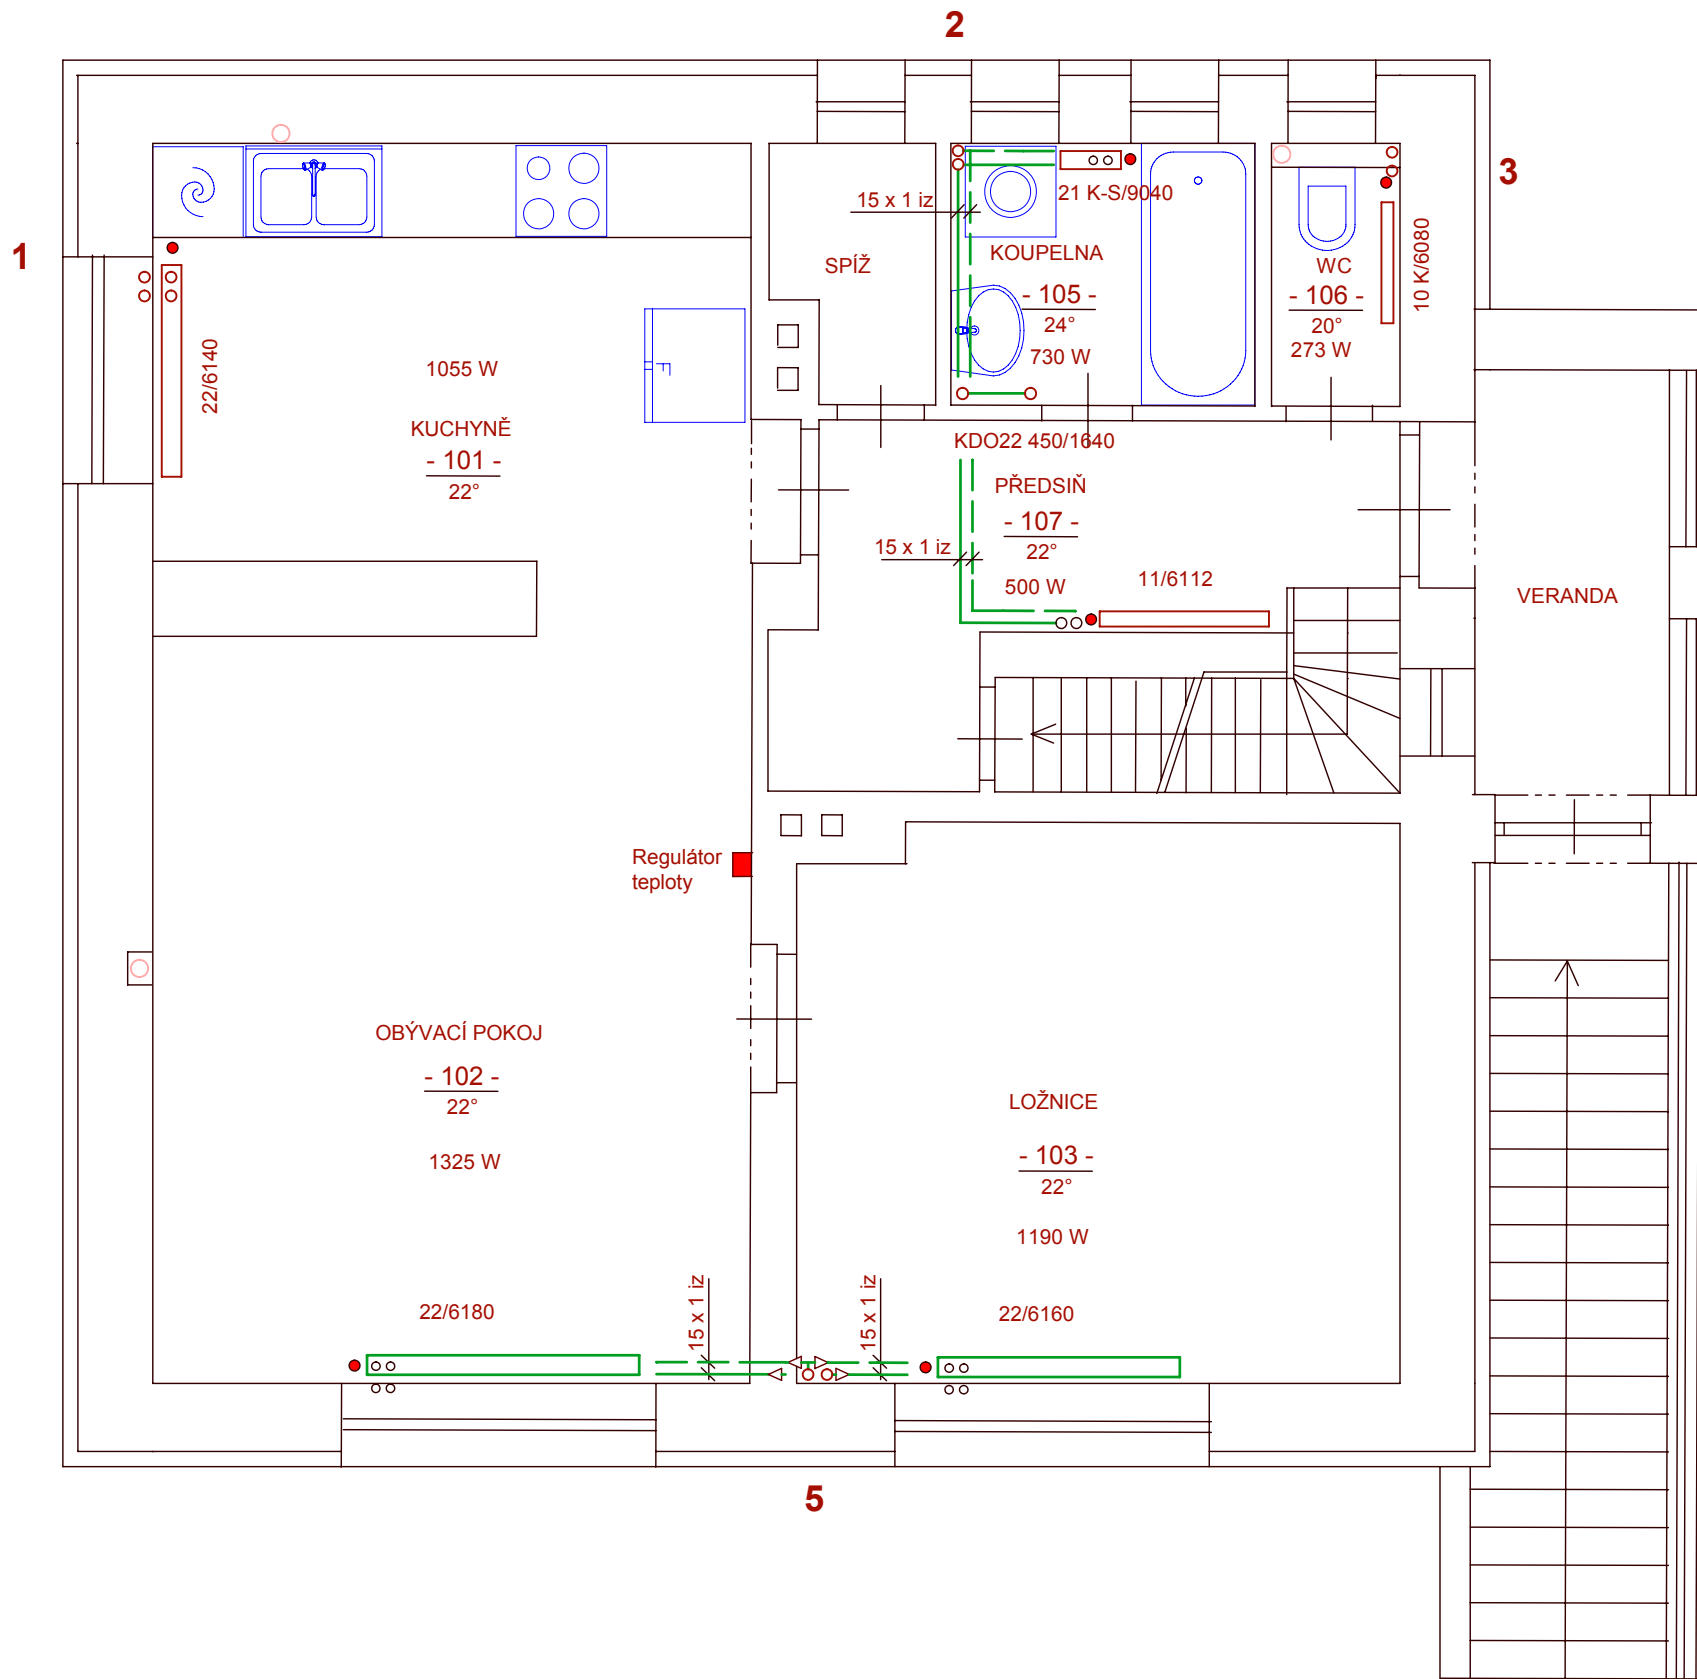 2
3
1
21 K-S/9040
15 x 1 iz
KOUPELNA
- 105 -
24°
730 W
SPÍŽ
WC
- 106 -
20°
273 W
10 K/6080
22/6140
1055 W
KUCHYNĚ
- 101 -
22°
F
KDO22 450/1640
PŘEDSIŇ
- 107 -
22°
500 W
15 x 1 iz
11/6112
VERANDA
Regulátor
teploty
OBÝVACÍ POKOJ
- 102 -
22°
1325 W
LOŽNICE
- 103 -
22°
1190 W
22/6180
15 x 1 iz
15 x 1 iz
22/6160
5